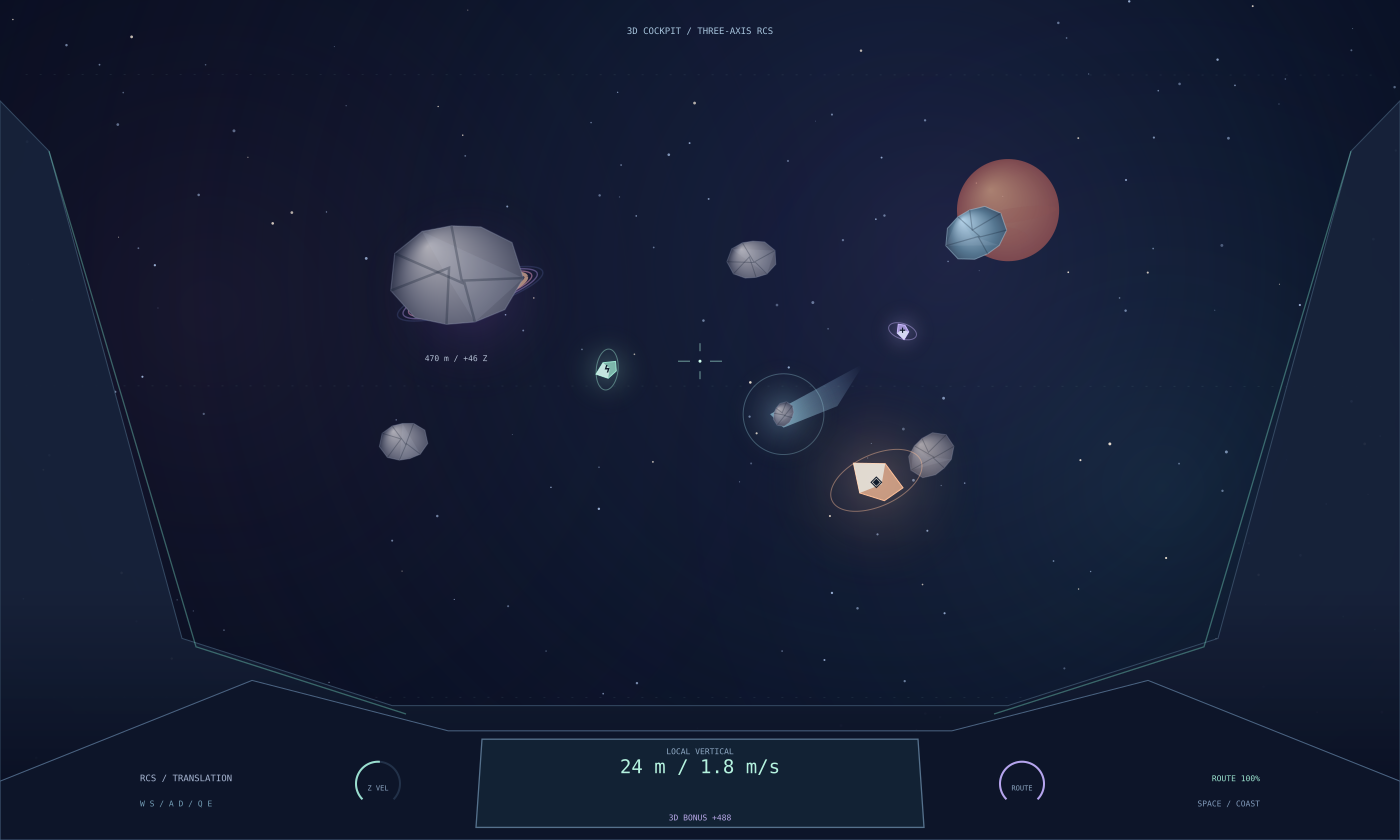 3D COCKPIT / THREE-AXIS RCS
470 m / +46 Z
LOCAL VERTICAL
24 m / 1.8 m/s
3D BONUS +488
RCS / TRANSLATION
W S / A D / Q E
Z VEL
ROUTE
ROUTE 100%
SPACE / COAST